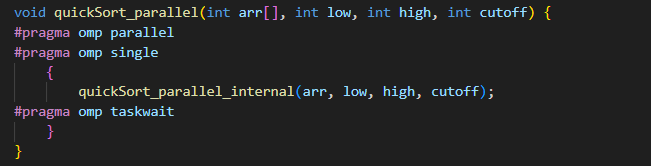 void quickSort_parallel(int arr[], int low, int high, int cutoff) {
#pragma omp parallel
#pragma omp single
    {
        quickSort_parallel_internal(arr, low, high, cutoff);
#pragma omp taskwait
    }
}